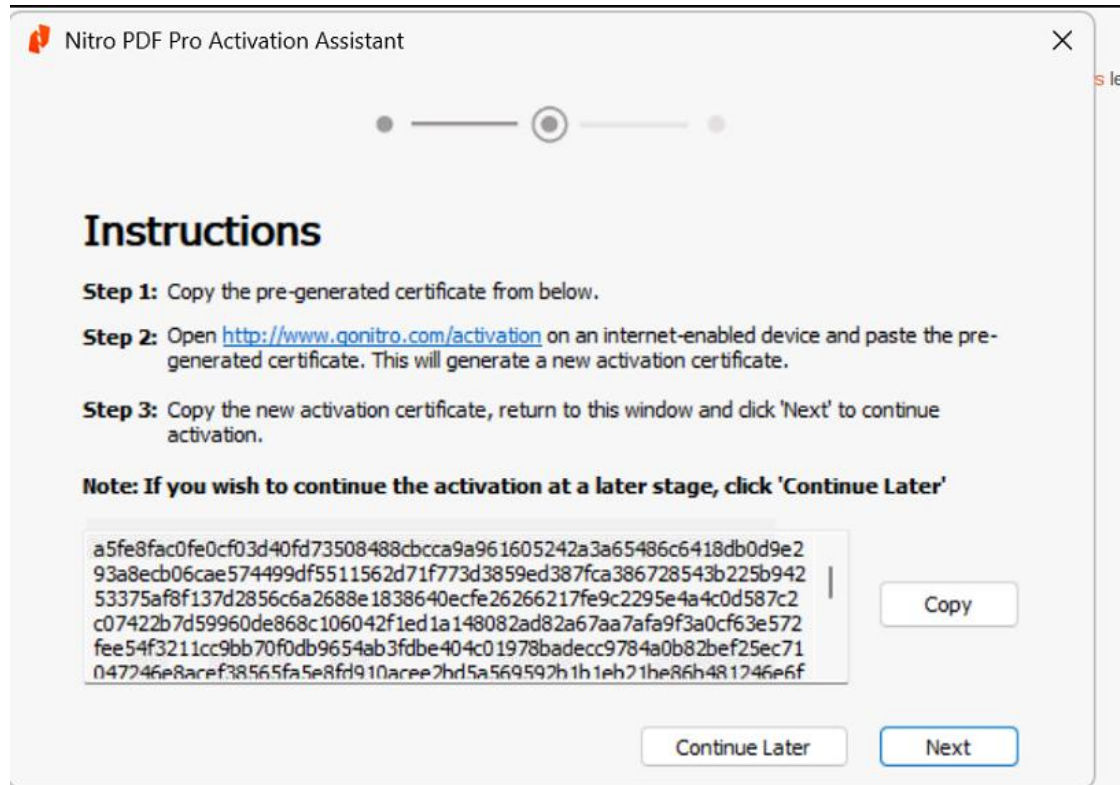 Nitro PDF Pro Activation Assistant
s le
Instructions
Step 1: Copy the pre-generated certificate from below.
Step 2: Open http://www.gonitro.com/activation on an internet-enabled device and paste the pre-
generated certificate. This will generate a new activation certificate.
Step 3: Copy the new activation certificate, return to this window and click 'Next' to continue
activation.
Note: If you wish to continue the activation at a later stage, click 'Continue Later'
a5fe8fac0fe0cf03d40fd73508488cbcca9a961605242a3a65486c6418db0d9e2
93a8ecb06cae574499df5511562d71f773d3859ed387fca386728543b225b942
53375af8f137d2856c6a2688e1838640ecfe26266217fe9c2295e4a4c0d587c2
c07422b7d59960de868c106042f1ed1a148082ad82a67aa7afa9f3a0cf63e572
fee54f3211cc9bb70f0db9654ab3fdbe404c01978badecc9784a0b82bef25ec71
047246e8acef38565fa5e8fd910acee2bd5a569592b1b1eb21be86b481246e6f
Copy
Continue Later
Next